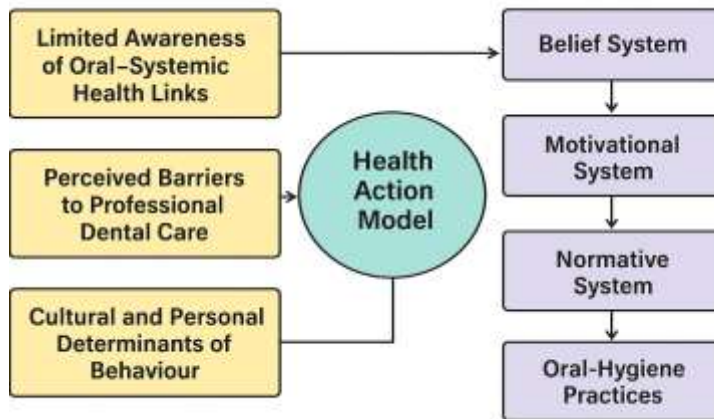 Limited Awareness
of Oral–Systemic
Health Links
Perceived Barriers
to Professional
Dental Care
Cultural and Personal
Determinants of
Behaviour
Health
Action
Model
Belief System
Motivational
System
Normative
System
Oral-Hygiene
Practices